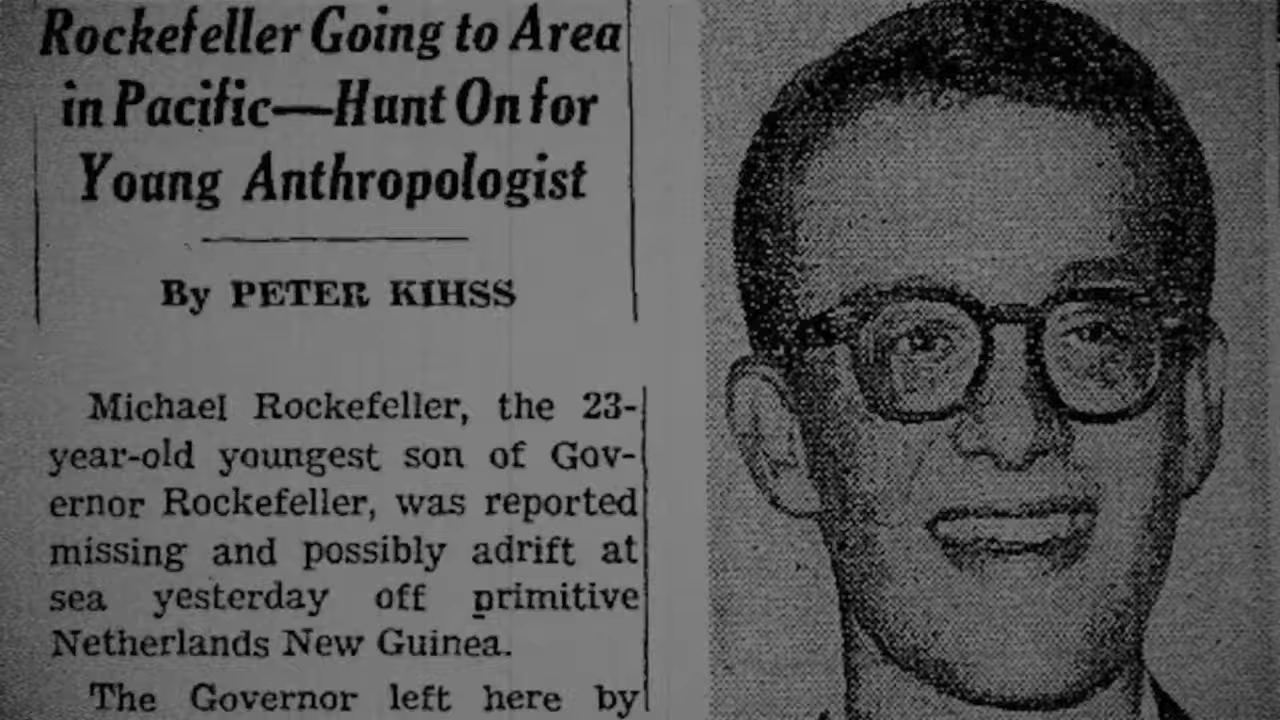 Rockefeller Going to Area
in Pacific—Hunt On for
Young Anthropologist
By PETER KIHSS
Michael Rockefeller, the 23-
year-old youngest son of Gov-
ernor Rockefeller, was reported
missing and possibly adrift at
sea yesterday off primitive
Netherlands New Guinea.
The Governor left here by